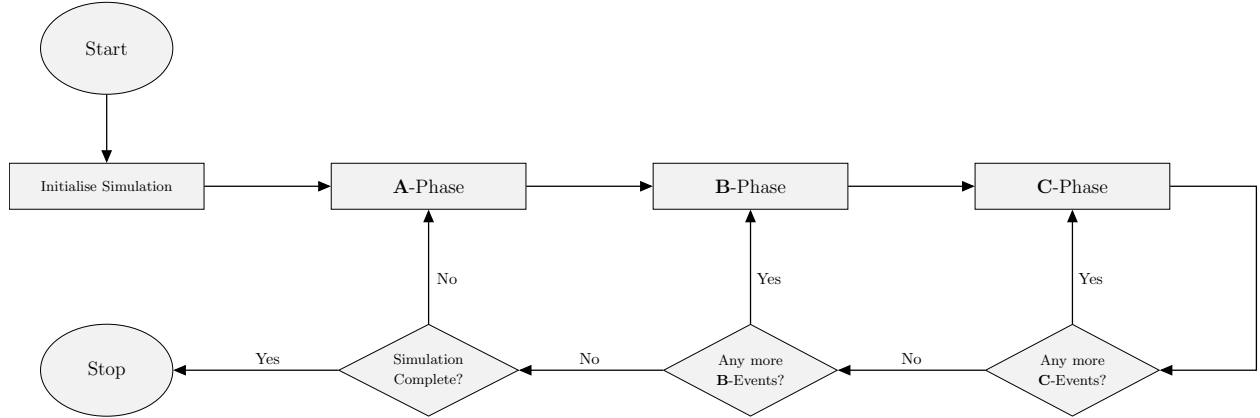 Start
Initialise Simulation
A-Phase
B-Phase
C-Phase
No
Yes
Yes
Stop
Yes
Simulation
Complete?
No
Any more
B-Events?
No
Any more
C-Events?